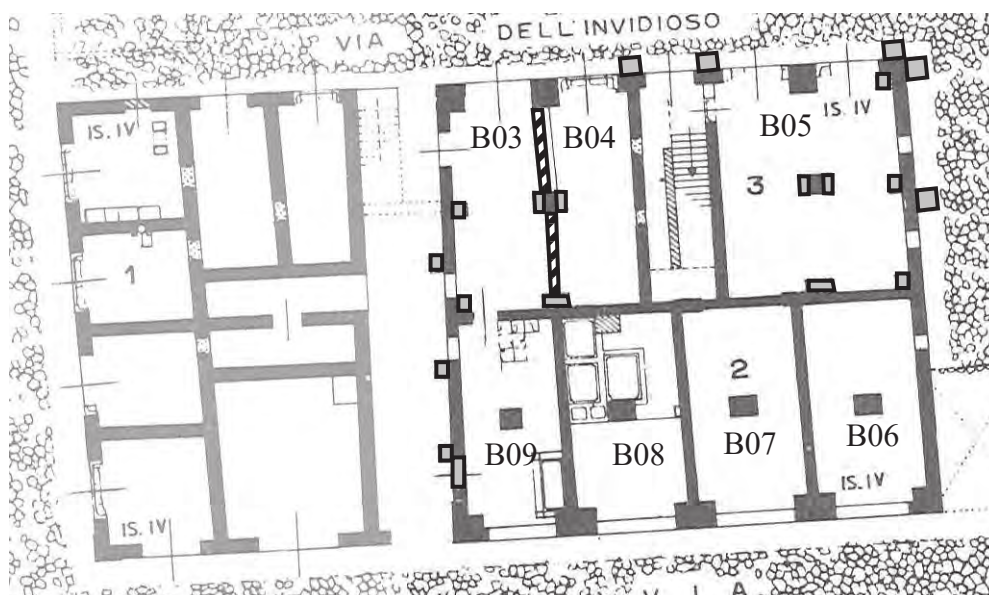 VIA DELL'INVIDIOSO
IS. IV
B03
B04
B05
IS. IV
3
1
2
B09
B08
B07
B06
IS. IV
IS. IV
V I A